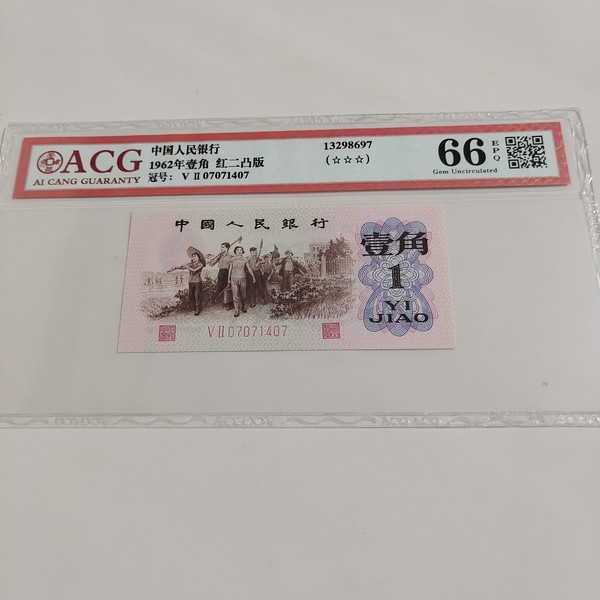 ACG
AI CANG GUARANTY
中国人民银行
1962年壹角 红二凸版
冠号: V II 07071407
13298697
(☆☆☆)
66
EPQ
Gem Uncirculated
中國人民銀行
壹角
1
YI
JIAO
V II 07071407